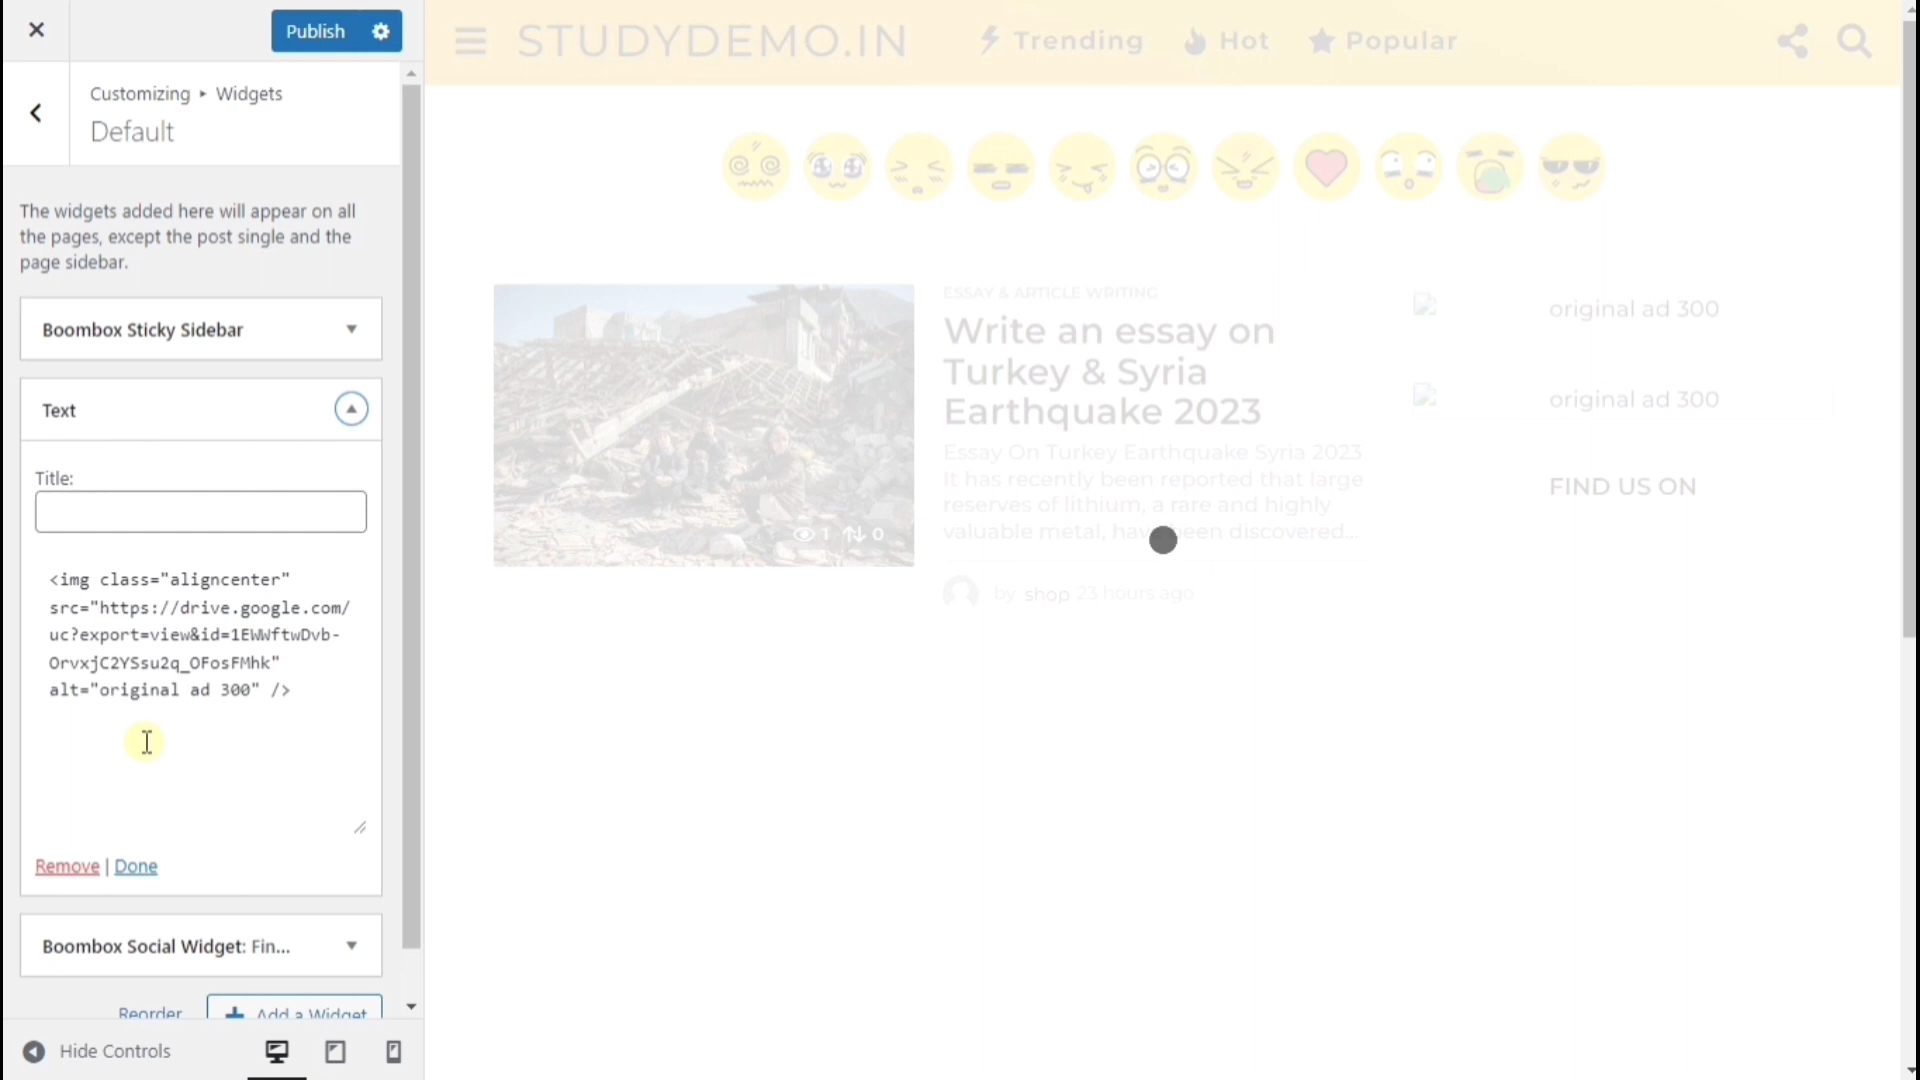 Publish
Customizing ▸ Widgets
Default
The widgets added here will appear on all
the pages, except the post single and the
page sidebar.
Boombox Sticky Sidebar
Text
Title:
<img class="aligncenter"
src="https://drive.google.com/
uc?export=view&id=1EWWftwDvb-
OrvxjC2YSsu2q_OFosFMhk"
alt="original ad 300" />
Remove | Done
Boombox Social Widget: Fin...
Reorder
Add a Widget
Hide Controls
STUDYDEMO.IN
Trending
Hot
Popular
ESSAY & ARTICLE WRITING
Write an essay on
Turkey & Syria
Earthquake 2023
Essay On Turkey Earthquake Syria 2023
It has recently been reported that large
reserves of lithium, a rare and highly
valuable metal, have been discovered...
1 0
by shop 23 hours ago
original ad 300
original ad 300
FIND US ON